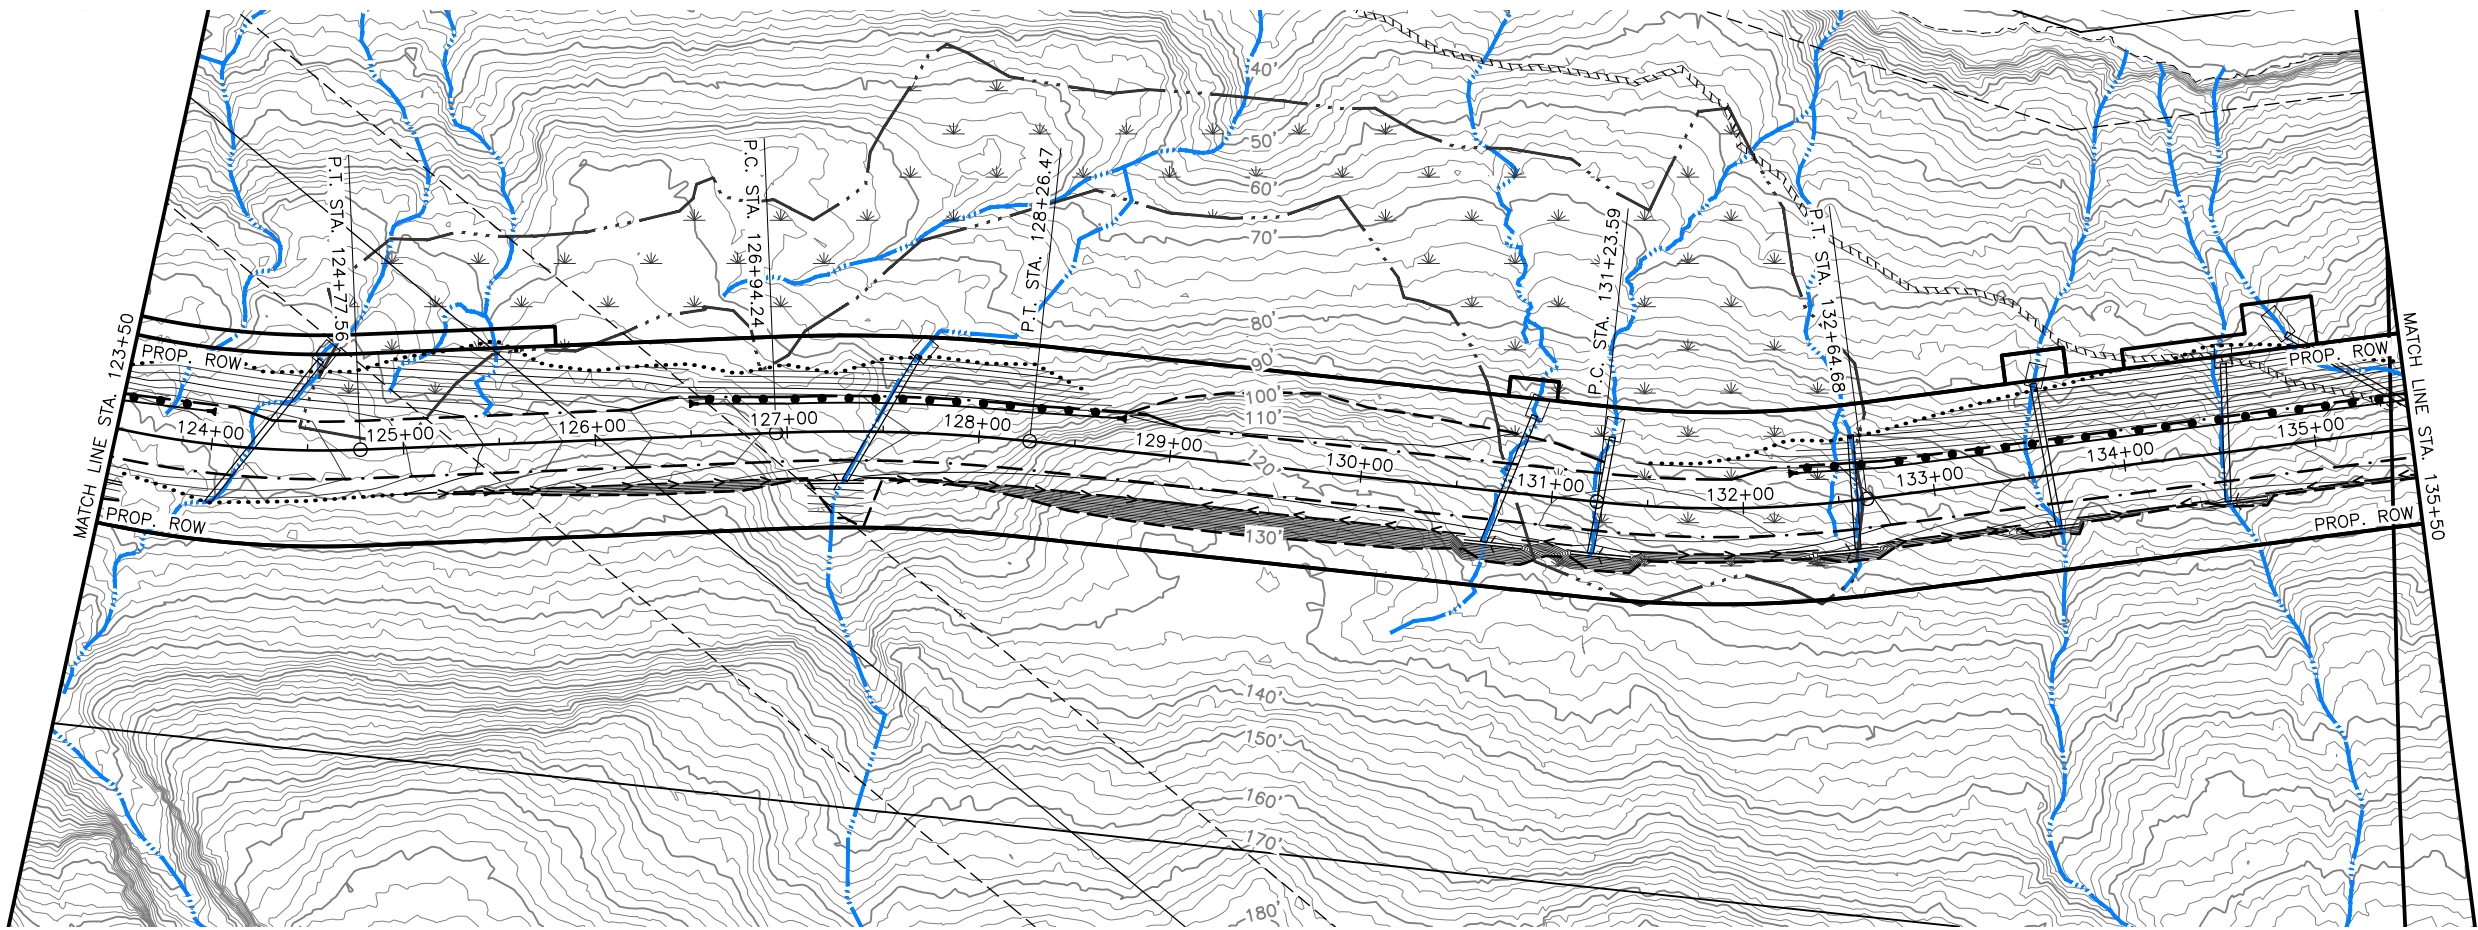 40'
50'
60'
70'
80'
90'
100'
110'
120'
130'
140'
150'
160'
170'
180'
P.T. STA. 124+77.56
P.C. STA. 126+94.24
P.T. STA. 128+26.47
P.C. STA. 131+23.59
P.T. STA. 132+64.68
MATCH LINE STA. 123+50
MATCH LINE STA. 135+50
PROP. ROW
PROP. ROW
PROP. ROW
PROP. ROW
124+00
125+00
126+00
127+00
128+00
129+00
130+00
131+00
132+00
133+00
134+00
135+00